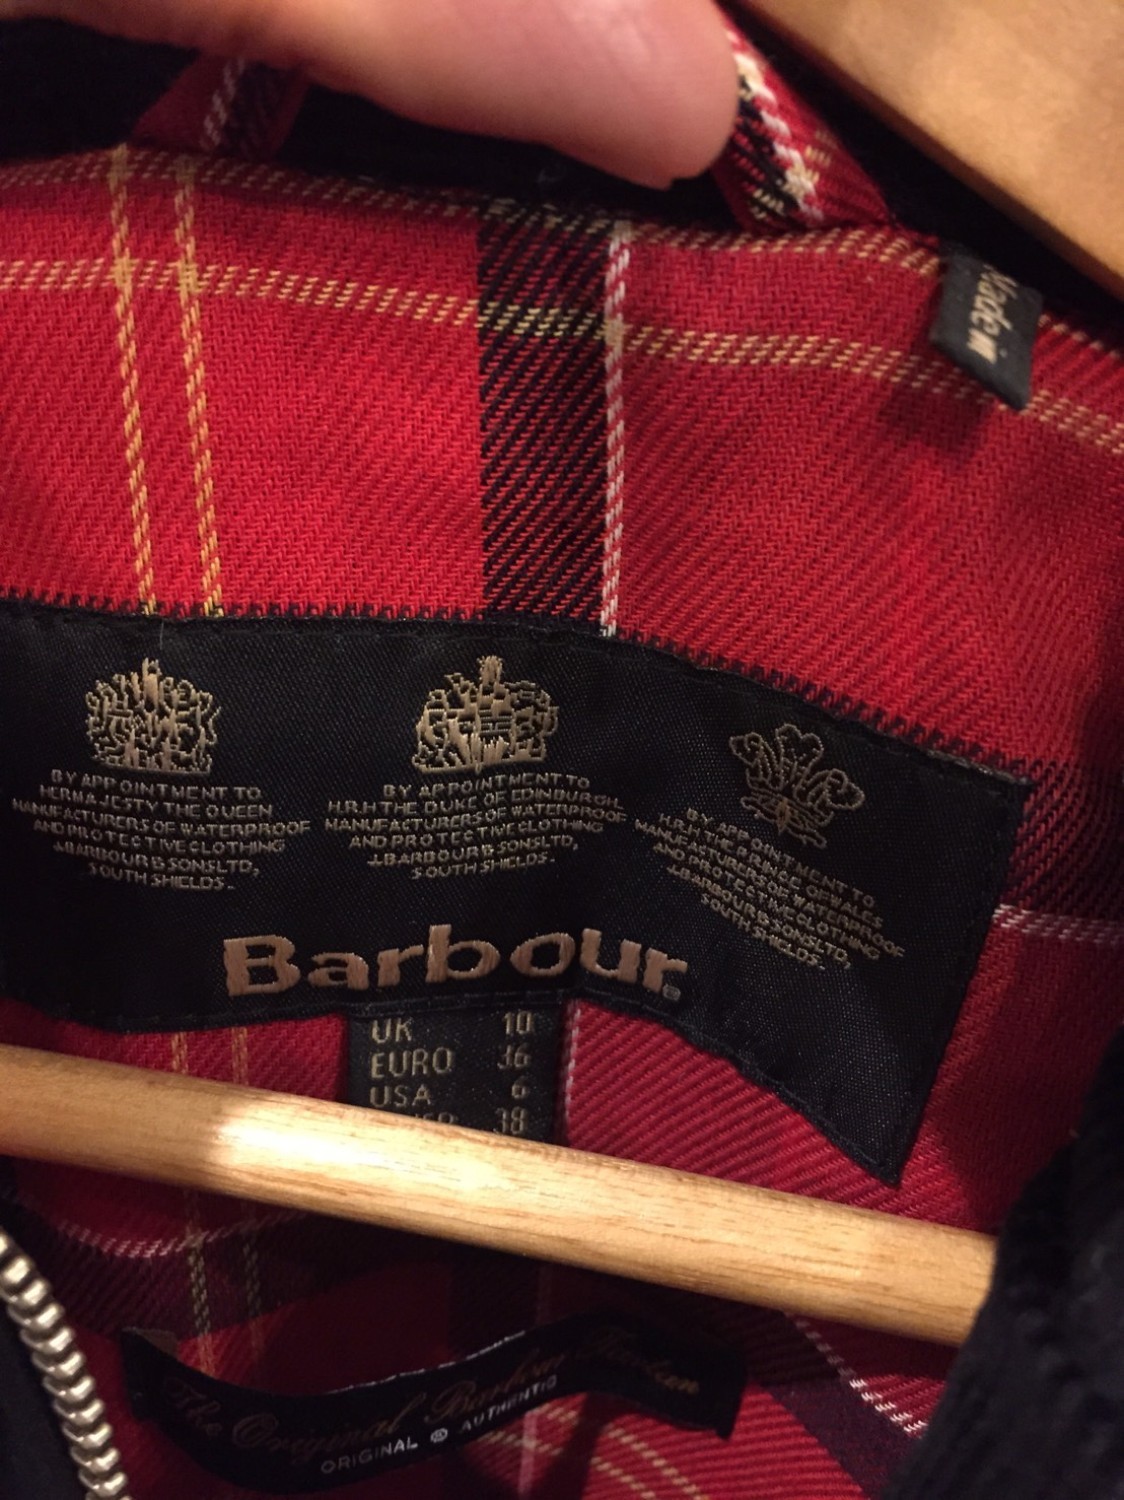 Made in
BY APPOINTMENT TO
HER MAJESTY THE QUEEN
MANUFACTURERS OF WATERPROOF
AND PROTECTIVE CLOTHING
J.BARBOUR & SONS LTD,
SOUTH SHIELDS.
BY APPOINTMENT TO
H.R.H THE DUKE OF EDINBURGH,
MANUFACTURERS OF WATERPROOF
AND PROTECTIVE CLOTHING
J.BARBOUR & SONS LTD,
SOUTH SHIELDS.
BY APPOINTMENT TO
H.R.H THE PRINCE OF WALES
MANUFACTURERS OF WATERPROOF
AND PROTECTIVE CLOTHING
J.BARBOUR & SONS LTD,
SOUTH SHIELDS.
Barbour
UK 10
EURO 36
USA 6
38
The Original Barbour Tartan
ORIGINAL ® AUTHENTIC